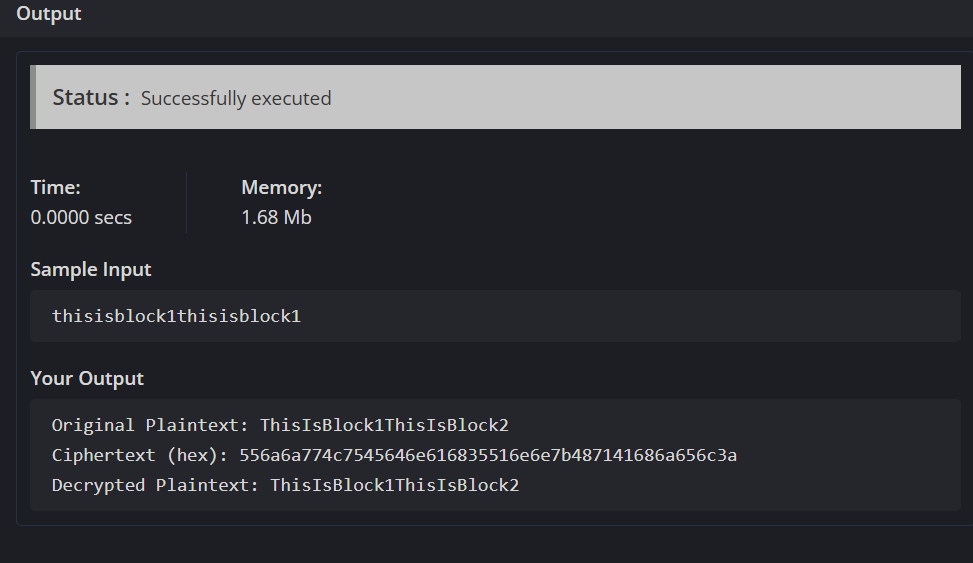 Output
Status : Successfully executed
Time: Memory:
0.0000 secs 1.68 Mb
Sample Input
thisisblock1thisisblock1
Your Output
Original Plaintext: ThisIsBlock1ThisIsBlock2
Ciphertext (hex): 556a6a774c7545646e616835516e6e7b487141686a656c3a
Decrypted Plaintext: ThisIsBlock1ThisIsBlock2